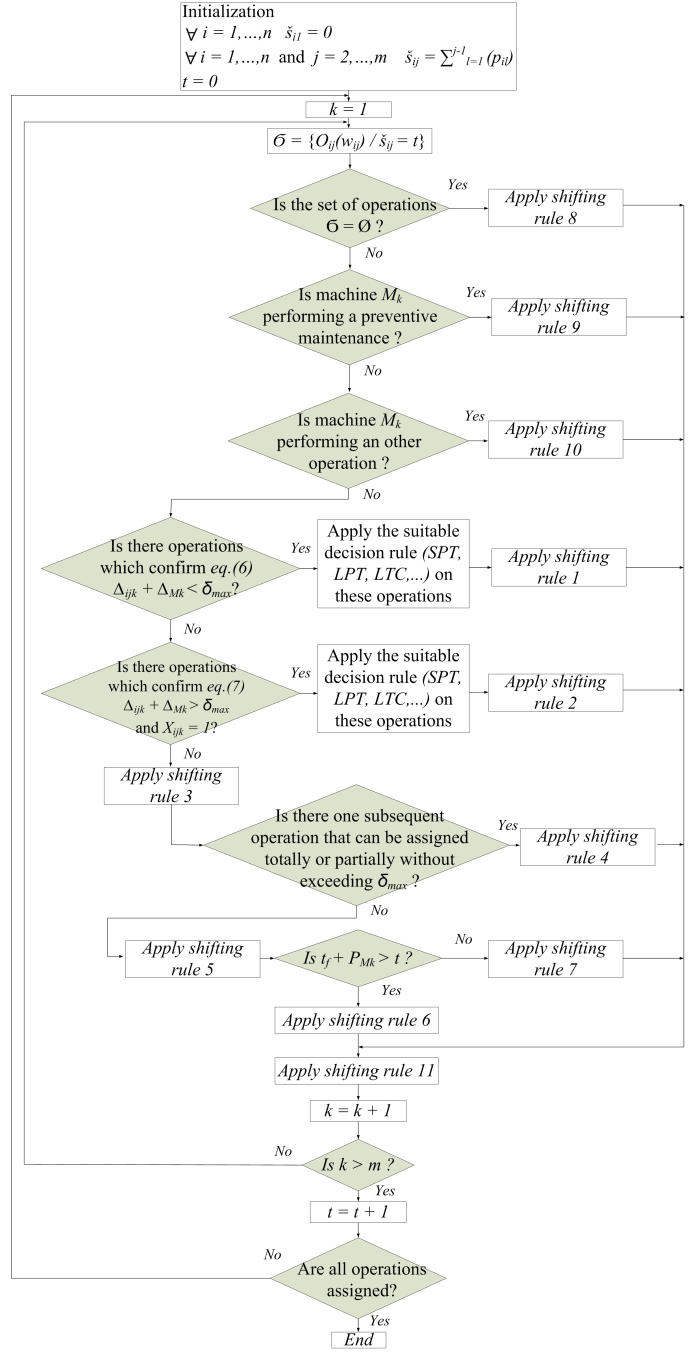 Initialization
∀ i = 1,...,n š_i1 = 0
∀ i = 1,...,n and j = 2,...,m š_ij = ∑^j-1_l=1 (p_il)
t = 0
k = 1
Ϭ = {O_ij(w_ij) / š_ij = t}
Is the set of operations
Ϭ = Ø ?
Yes
Apply shifting
rule 8
No
Is machine M_k
performing a preventive
maintenance ?
Yes
Apply shifting
rule 9
No
Is machine M_k
performing an other
operation ?
Yes
Apply shifting
rule 10
No
Is there operations
which confirm eq.(6)
Δ_ijk + Δ_Mk < δ_max?
Yes
Apply the suitable
decision rule (SPT,
LPT, LTC,...) on
these operations
Apply shifting
rule 1
No
Is there operations
which confirm eq.(7)
Δ_ijk + Δ_Mk > δ_max
and X_ijk = 1?
Yes
Apply the suitable
decision rule (SPT,
LPT, LTC,...) on
these operations
Apply shifting
rule 2
No
Apply shifting
rule 3
Is there one subsequent
operation that can be assigned
totally or partially without
exceeding δ_max ?
Yes
Apply shifting
rule 4
No
Apply shifting
rule 5
Is t_f + P_Mk > t ?
No
Apply shifting
rule 7
Yes
Apply shifting rule 6
Apply shifting rule 11
k = k + 1
Is k > m ?
No
Yes
t = t + 1
Are all operations
assigned?
No
Yes
End